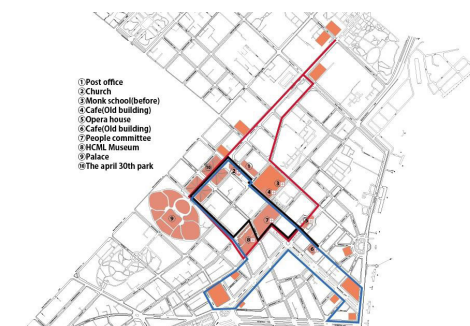 ①Post office
②Church
③Monk school(before)
④Cafe(Old building)
⑤Opera house
⑥Cafe(Old building)
⑦People committee
⑧HCML Museum
⑨Palace
⑩The april 30th park